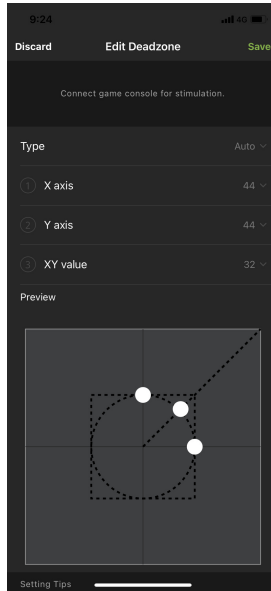 9:24
4G
Discard
Edit Deadzone
Save
Connect game console for stimulation.
Type
Auto
1 X axis
44
2 Y axis
44
3 XY value
32
Preview
Setting Tips